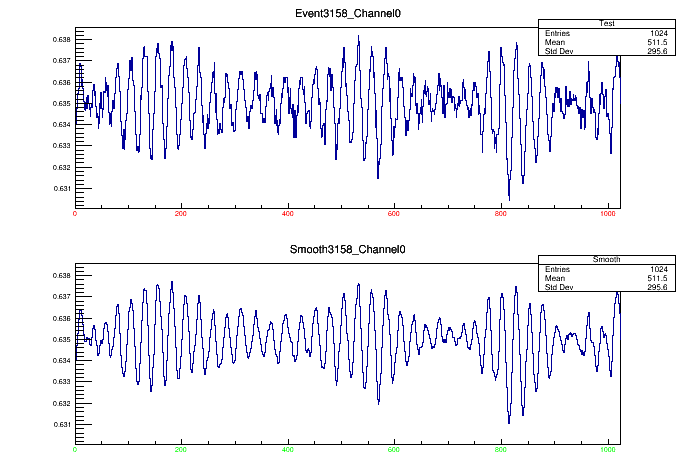 Event3158_Channel0
Test
Entries 1024
Mean 511.5
Std Dev 295.6
0.638
0.637
0.636
0.635
0.634
0.633
0.632
0.631
0 200 400 600 800 1000
Smooth3158_Channel0
Smooth
Entries 1024
Mean 511.5
Std Dev 295.6
0.638
0.637
0.636
0.635
0.634
0.633
0.632
0.631
0 200 400 600 800 1000